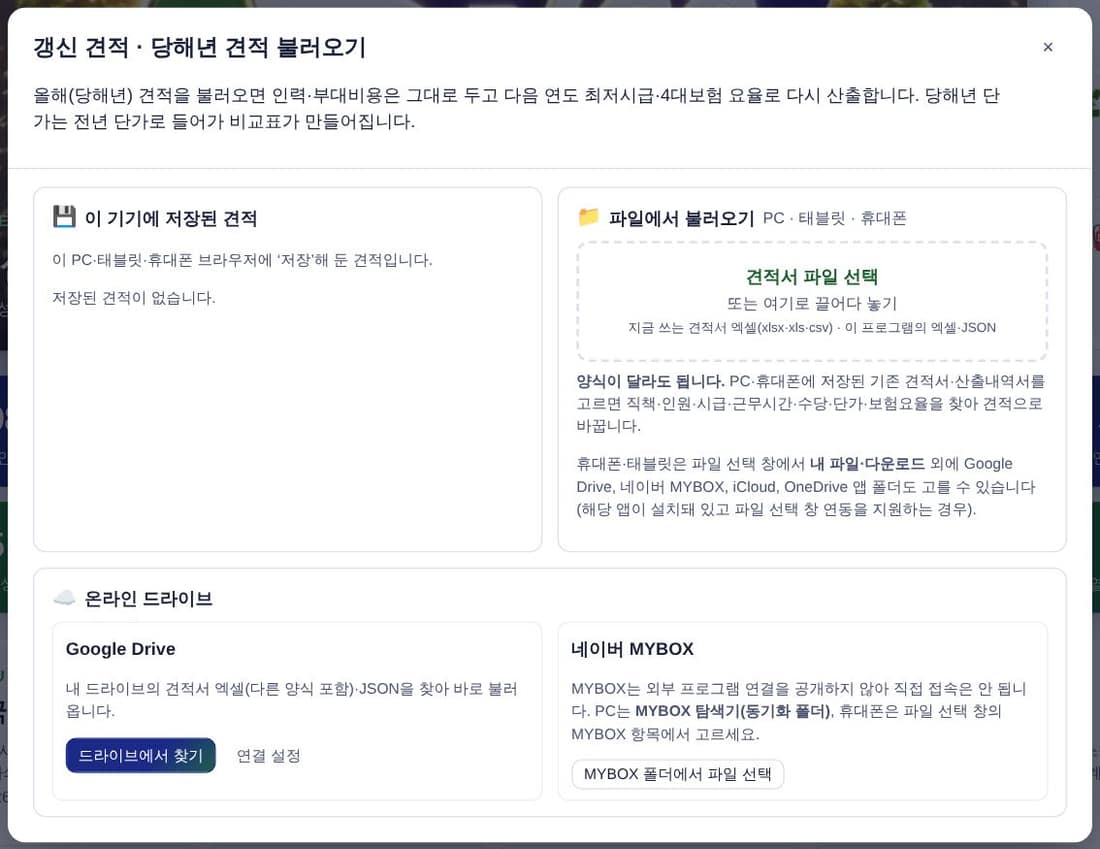 갱신 견적 · 당해년 견적 불러오기
×
올해(당해년) 견적을 불러오면 인력·부대비용은 그대로 두고 다음 연도 최저시급·4대보험 요율로 다시 산출합니다. 당해년 단
가는 전년 단가로 들어가 비교표가 만들어집니다.
이 기기에 저장된 견적
이 PC·태블릿·휴대폰 브라우저에 ‘저장’해 둔 견적입니다.
저장된 견적이 없습니다.
파일에서 불러오기 PC · 태블릿 · 휴대폰
견적서 파일 선택
또는 여기로 끌어다 놓기
지금 쓰는 견적서 엑셀(xlsx·xls·csv) · 이 프로그램의 엑셀·JSON
양식이 달라도 됩니다. PC·휴대폰에 저장된 기존 견적서·산출내역서를
고르면 직책·인원·시급·근무시간·수당·단가·보험요율을 찾아 견적으로
바꿉니다.
휴대폰·태블릿은 파일 선택 창에서 내 파일·다운로드 외에 Google
Drive, 네이버 MYBOX, iCloud, OneDrive 앱 폴더도 고를 수 있습니다
(해당 앱이 설치돼 있고 파일 선택 창 연동을 지원하는 경우).
온라인 드라이브
Google Drive
내 드라이브의 견적서 엑셀(다른 양식 포함)·JSON을 찾아 바로 불러
옵니다.
드라이브에서 찾기
연결 설정
네이버 MYBOX
MYBOX는 외부 프로그램 연결을 공개하지 않아 직접 접속은 안 됩니
다. PC는 MYBOX 탐색기(동기화 폴더), 휴대폰은 파일 선택 창의
MYBOX 항목에서 고르세요.
MYBOX 폴더에서 파일 선택